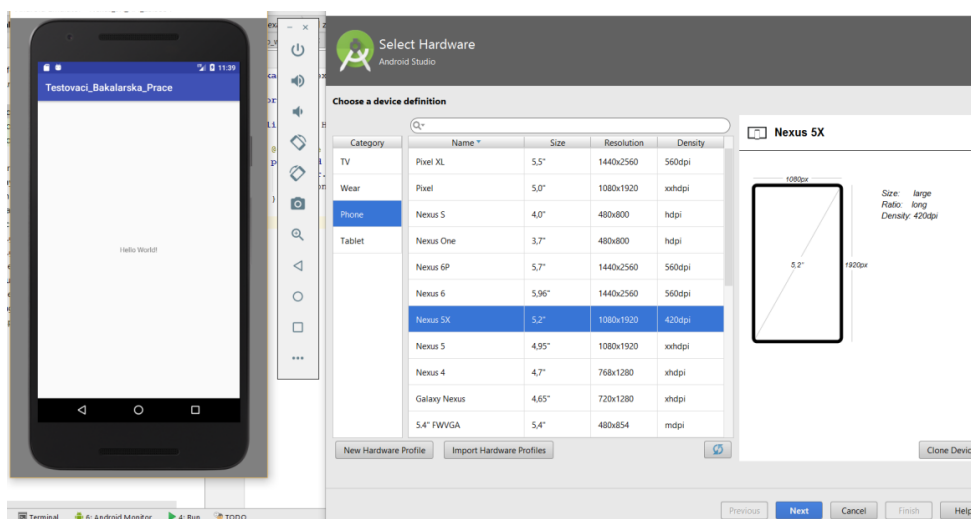 11:39
Testovaci_Bakalarska_Prace
Hello World!
Select Hardware
Android Studio
Choose a device definition
Category
TV
Wear
Phone
Tablet
Name Size Resolution Density
Pixel XL 5,5" 1440x2560 560dpi
Pixel 5,0" 1080x1920 xxhdpi
Nexus S 4,0" 480x800 hdpi
Nexus One 3,7" 480x800 hdpi
Nexus 6P 5,7" 1440x2560 560dpi
Nexus 6 5,96" 1440x2560 560dpi
Nexus 5X 5,2" 1080x1920 420dpi
Nexus 5 4,95" 1080x1920 xxhdpi
Nexus 4 4,7" 768x1280 xhdpi
Galaxy Nexus 4,65" 720x1280 xhdpi
5.4" FWVGA 5,4" 480x854 mdpi
New Hardware Profile Import Hardware Profiles
Nexus 5X
1080px
5,2"
1920px
Size: large
Ratio: long
Density: 420dpi
Clone Devic
Previous Next Cancel Finish Help
Terminal 6: Android Monitor 4: Run TODO